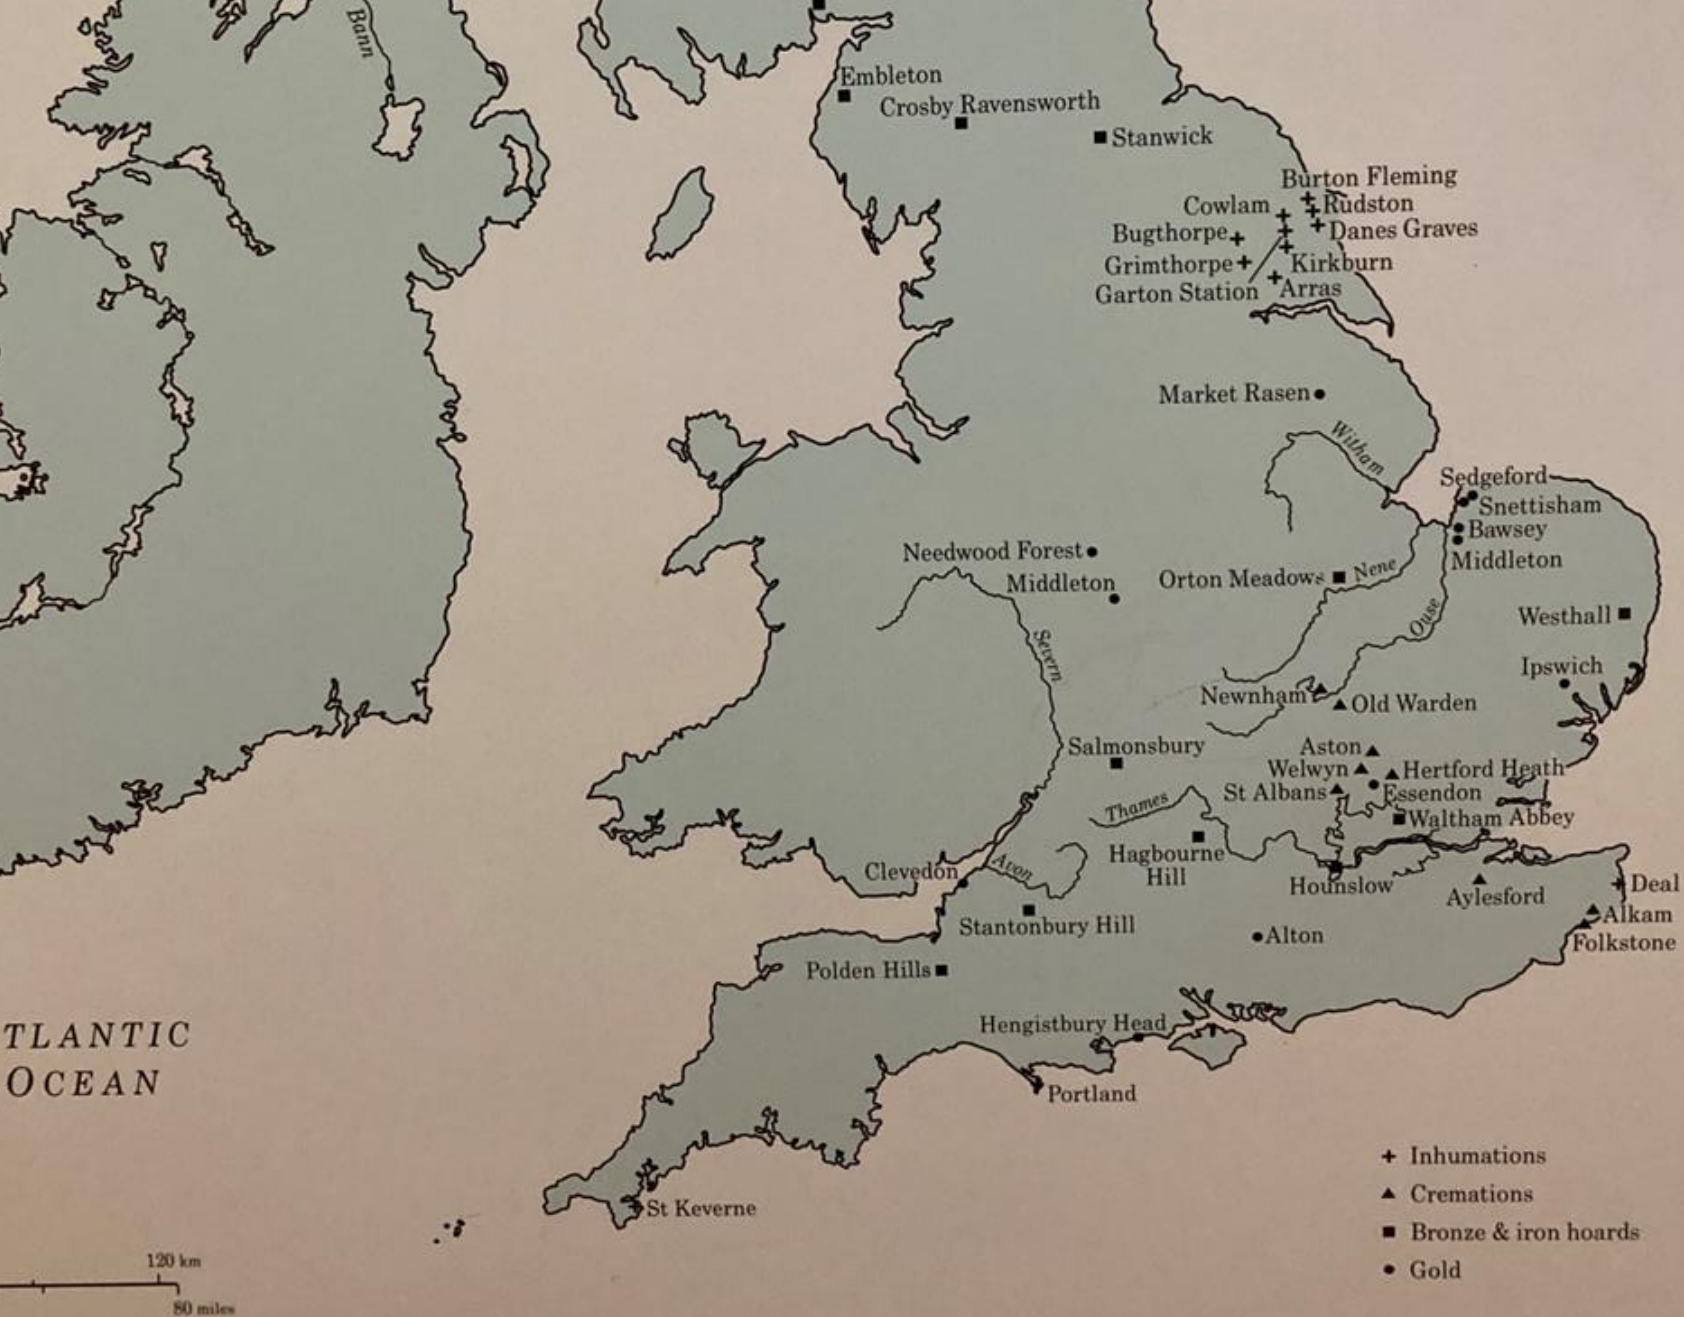 Bann
Embleton
Crosby Ravensworth
Stanwick
Burton Fleming
Cowlam
Rudston
Bugthorpe
Danes Graves
Grimthorpe
Kirkburn
Garton Station
Arras
Market Rasen
Witham
Sedgeford
Snettisham
Bawsey
Needwood Forest
Middleton
Middleton
Orton Meadows
Nene
Ouse
Westhall
Severn
Ipswich
Newnham
Old Warden
Salmonsbury
Aston
Welwyn
Hertford Heath
St Albans
Essendon
Thames
Waltham Abbey
Hagbourne
Hill
Clevedon
Avon
Hounslow
Aylesford
Deal
Alkam
Stantonbury Hill
Alton
Folkstone
Polden Hills
Hengistbury Head
Portland
TLANTIC
OCEAN
St Keverne
Inhumations
Cremations
Bronze & iron hoards
Gold
120 km
80 miles